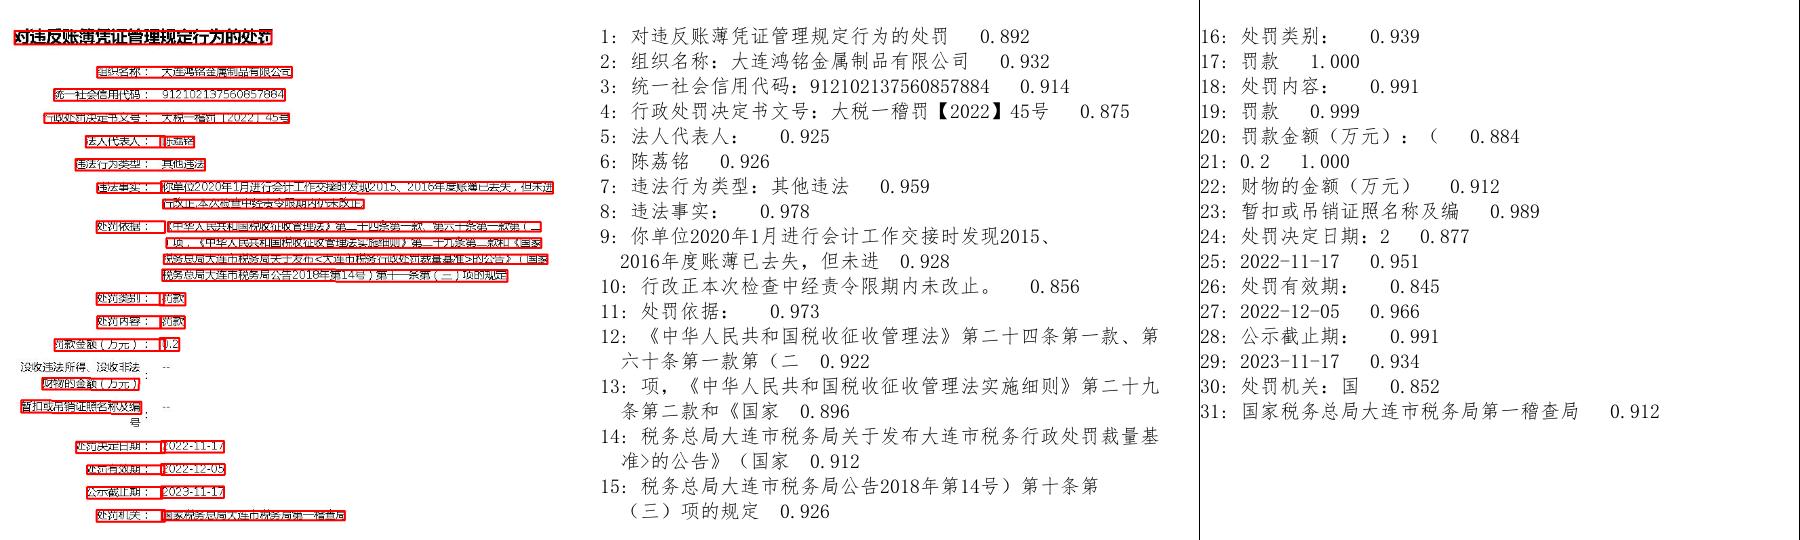 对违反账薄凭证管理规定行为的处罚
组织名称： 大连鸿铭金属制品有限公司
统一社会信用代码： 912102137560857884
行政处罚决定书文号： 大税一稽罚〔2022〕45号
法人代表人： 陈嘉铭
违法行为类型： 其他违法
违法事实： 你单位2020年1月进行会计工作交接时发现2015、2016年度账薄已丢失，但未进
行改正,本次检查中经责令限期内仍未改正。
处罚依据： 《中华人民共和国税收征收管理法》第二十四条第一款、第六十条第一款第（二
）项，《中华人民共和国税收征收管理法实施细则》第二十九条第二款和《国家
税务总局大连市税务局关于发布<大连市税务行政处罚裁量基准>的公告》（国家
税务总局大连市税务局公告2018年第14号）第十一条第（三）项的规定
处罚类别： 罚款
处罚内容： 罚款
罚款金额（万元）： 0.2
没收违法所得、没收非法
财物的金额（万元） ： --
暂扣或吊销证照名称及编
号 ： --
处罚决定日期： 2022-11-17
处罚有效期： 2022-12-05
公示截止期： 2023-11-17
处罚机关： 国家税务总局大连市税务局第一稽查局
1: 对违反账薄凭证管理规定行为的处罚 0.892
2: 组织名称：大连鸿铭金属制品有限公司 0.932
3: 统一社会信用代码：912102137560857884 0.914
4: 行政处罚决定书文号：大税一稽罚【2022】45号 0.875
5: 法人代表人： 0.925
6: 陈荔铭 0.926
7: 违法行为类型：其他违法 0.959
8: 违法事实： 0.978
9: 你单位2020年1月进行会计工作交接时发现2015、
2016年度账薄已去失，但未进 0.928
10: 行改正本次检查中经责令限期内未改止。 0.856
11: 处罚依据： 0.973
12: 《中华人民共和国税收征收管理法》第二十四条第一款、第
六十条第一款第（二 0.922
13: 项，《中华人民共和国税收征收管理法实施细则》第二十九
条第二款和《国家 0.896
14: 税务总局大连市税务局关于发布大连市税务行政处罚裁量基
准>的公告》（国家 0.912
15: 税务总局大连市税务局公告2018年第14号）第十条第
（三）项的规定 0.926
16: 处罚类别： 0.939
17: 罚款 1.000
18: 处罚内容： 0.991
19: 罚款 0.999
20: 罚款金额（万元）：（ 0.884
21: 0.2 1.000
22: 财物的金额（万元） 0.912
23: 暂扣或吊销证照名称及编 0.989
24: 处罚决定日期：2 0.877
25: 2022-11-17 0.951
26: 处罚有效期： 0.845
27: 2022-12-05 0.966
28: 公示截止期： 0.991
29: 2023-11-17 0.934
30: 处罚机关：国 0.852
31: 国家税务总局大连市税务局第一稽查局 0.912